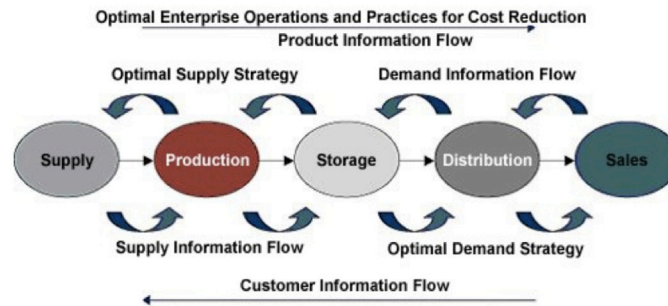 Optimal Enterprise Operations and Practices for Cost Reduction
Product Information Flow
Optimal Supply Strategy
Demand Information Flow
Supply
Production
Storage
Distribution
Sales
Supply Information Flow
Optimal Demand Strategy
Customer Information Flow